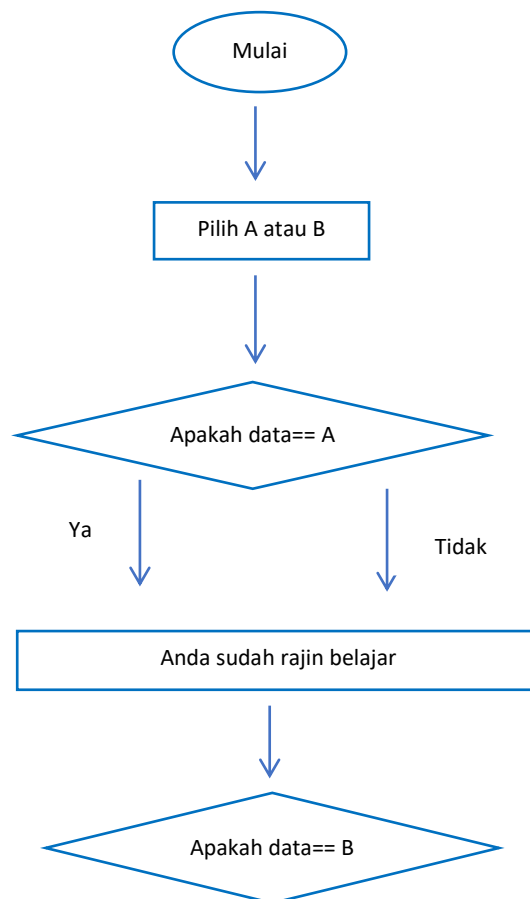 Mulai
Pilih A atau B
Apakah data== A
Ya
Tidak
Anda sudah rajin belajar
Apakah data== B